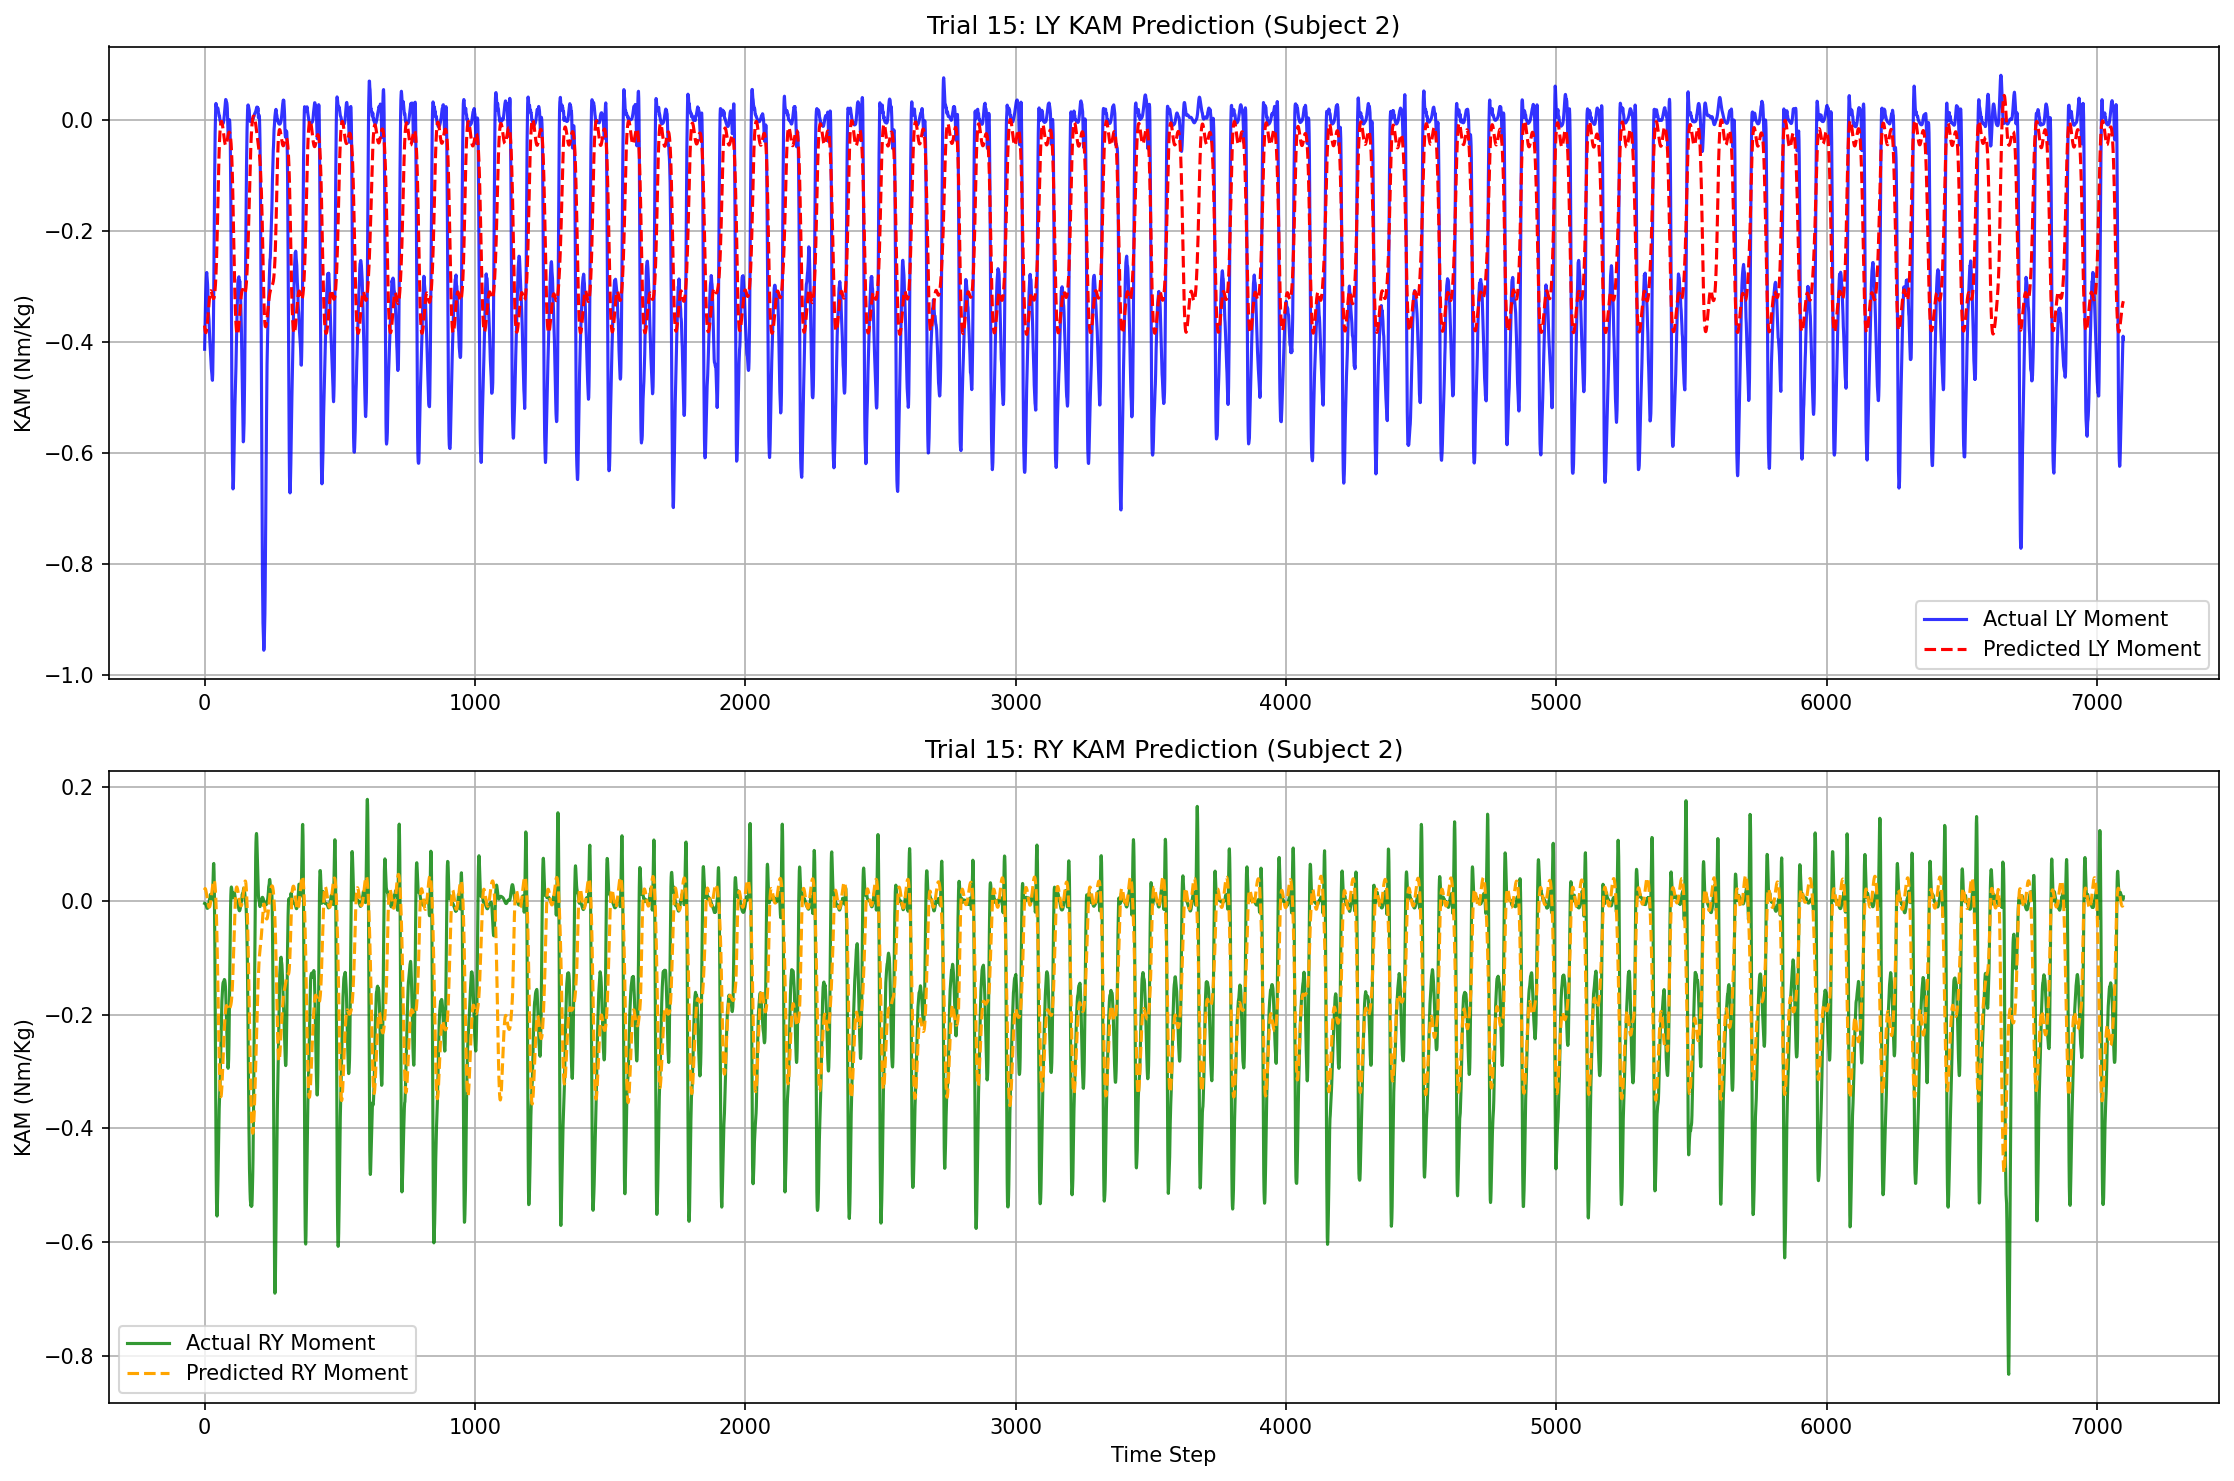 Trial 15: LY KAM Prediction (Subject 2)
KAM (Nm/Kg)
0.0
−0.2
−0.4
−0.6
−0.8
−1.0
Actual LY Moment
Predicted LY Moment
0 1000 2000 3000 4000 5000 6000 7000
Trial 15: RY KAM Prediction (Subject 2)
KAM (Nm/Kg)
0.2
0.0
−0.2
−0.4
−0.6
−0.8
Actual RY Moment
Predicted RY Moment
0 1000 2000 3000 4000 5000 6000 7000
Time Step